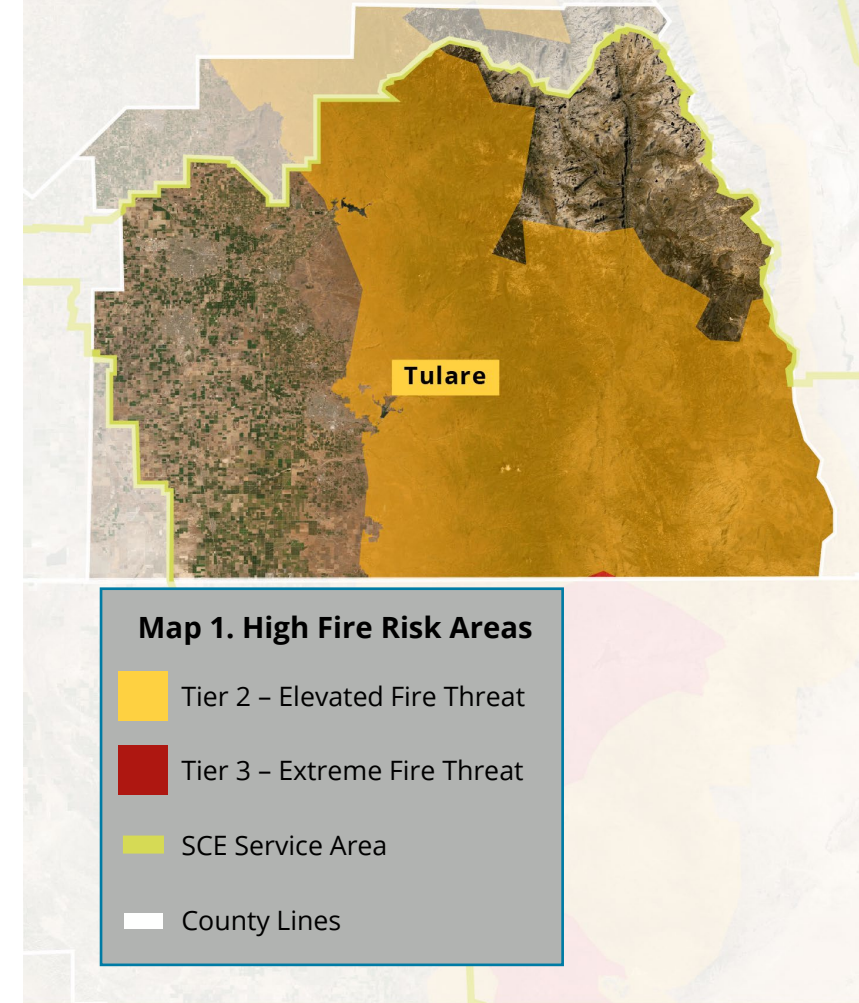 Tulare
Map 1. High Fire Risk Areas
Tier 2 – Elevated Fire Threat
Tier 3 – Extreme Fire Threat
SCE Service Area
County Lines